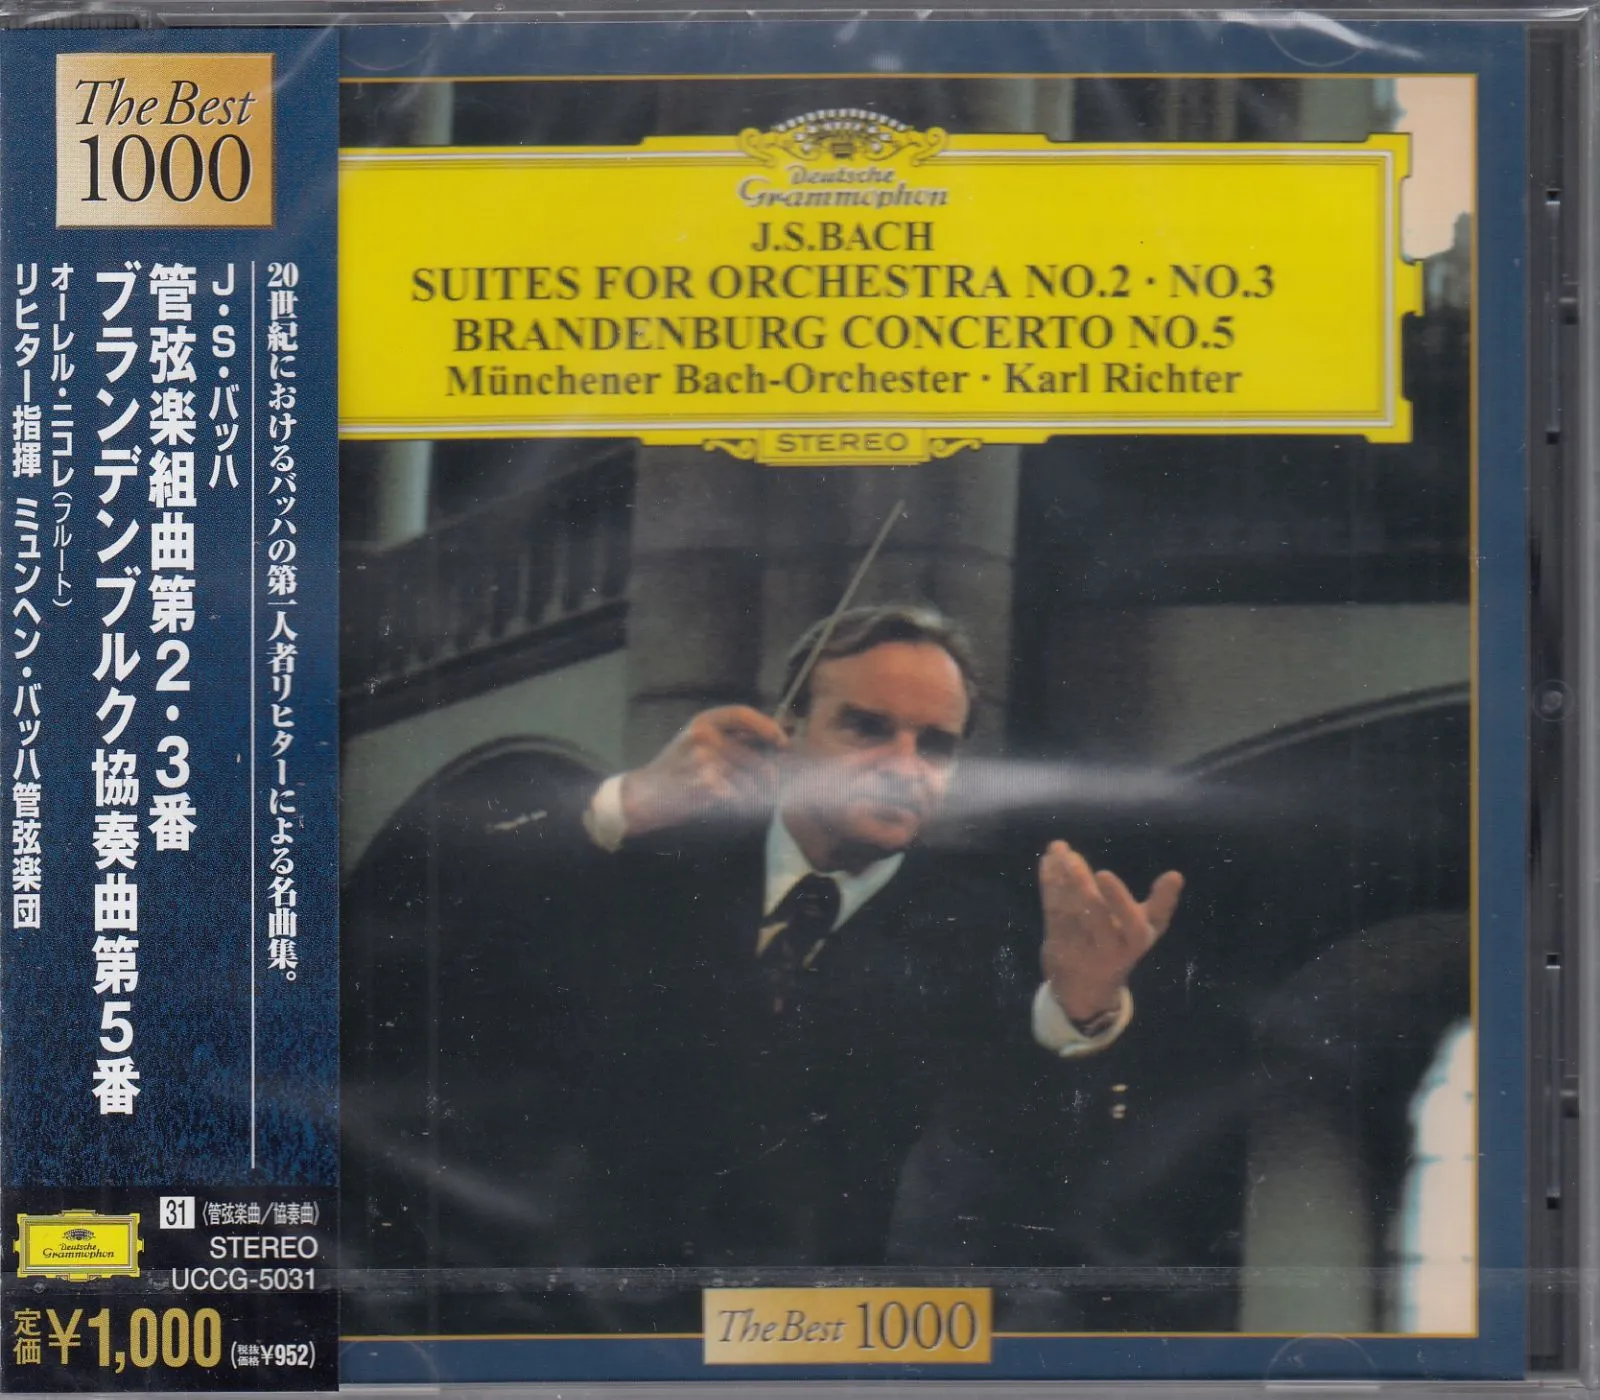 The Best
1000
20世紀におけるバッハの第一人者リヒターによる名曲集。
J・S・バッハ
管弦楽組曲第2・3番
ブランデンブルク協奏曲第5番
オーレル・ニコレ(フルート)
リヒター指揮 ミュンヘン・バッハ管弦楽団
31 〈管弦楽曲/協奏曲〉
STEREO
UCCG-5031
Deutsche
Grammophon
定価 ¥1,000 (税抜価格¥952)
Deutsche
Grammophon
J.S.BACH
SUITES FOR ORCHESTRA NO.2 · NO.3
BRANDENBURG CONCERTO NO.5
Münchener Bach-Orchester · Karl Richter
STEREO
The Best 1000